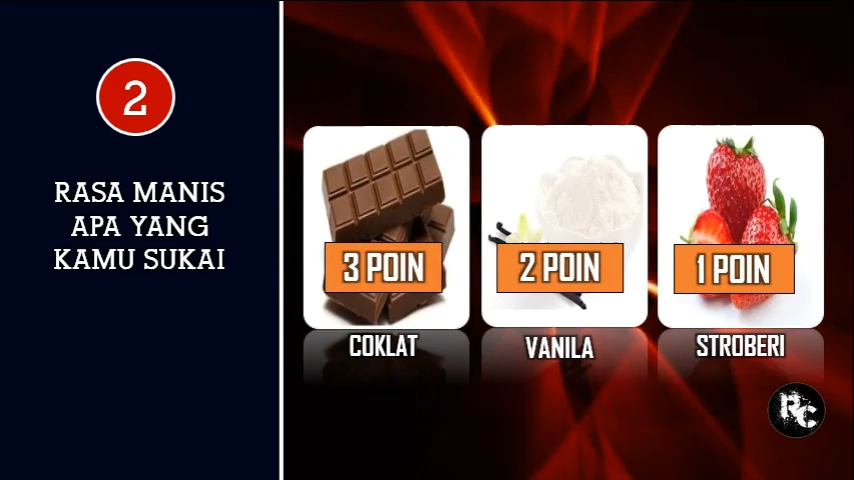 2
RASA MANIS
APA YANG
KAMU SUKAI
3 POIN
2 POIN
1 POIN
COKLAT
VANILA
STROBERI
RC